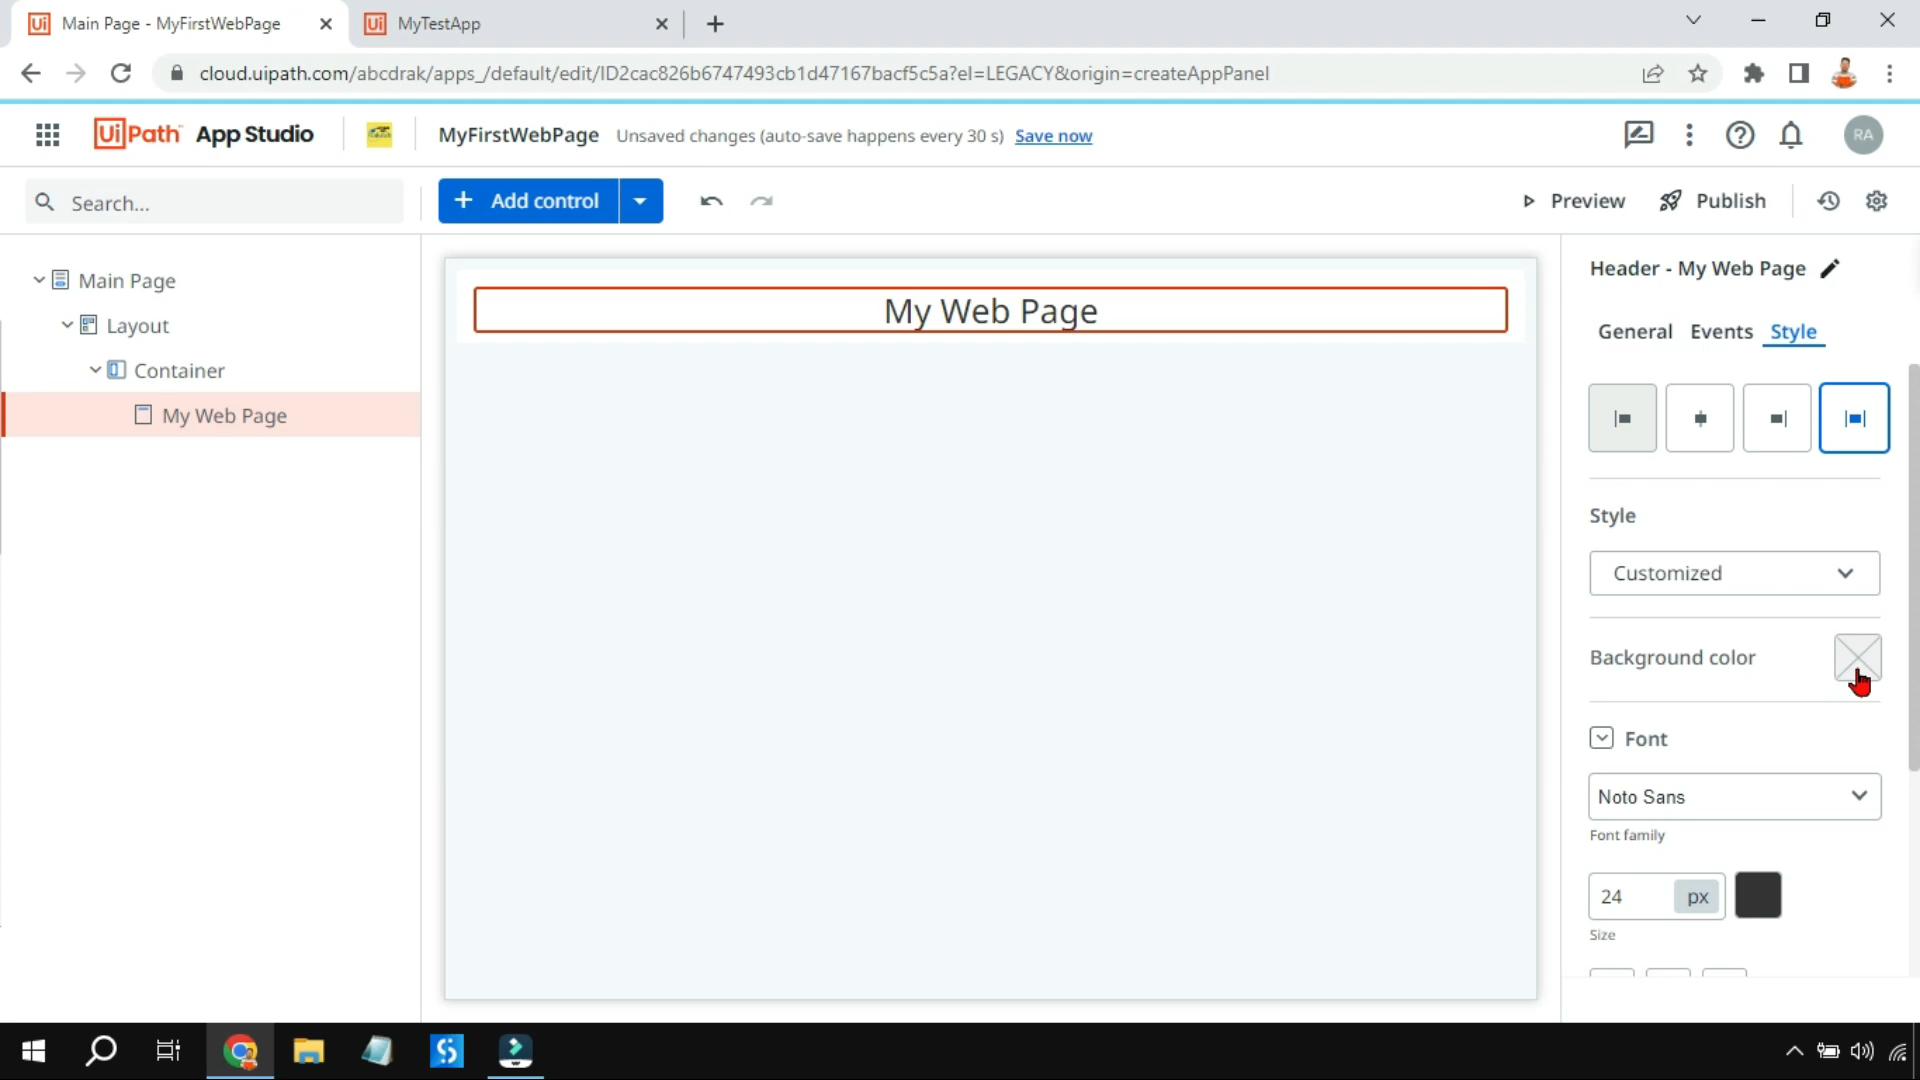 Main Page - MyFirstWebPage
MyTestApp
cloud.uipath.com/abcdrak/apps_/default/edit/ID2cac826b6747493cb1d47167bacf5c5a?el=LEGACY&origin=createAppPanel
UiPath App Studio
MyFirstWebPage
Unsaved changes (auto-save happens every 30 s) Save now
RA
Search...
+ Add control
Preview
Publish
Main Page
Layout
Container
My Web Page
My Web Page
Header - My Web Page
General Events Style
Style
Customized
Background color
Font
Noto Sans
Font family
24 px
Size